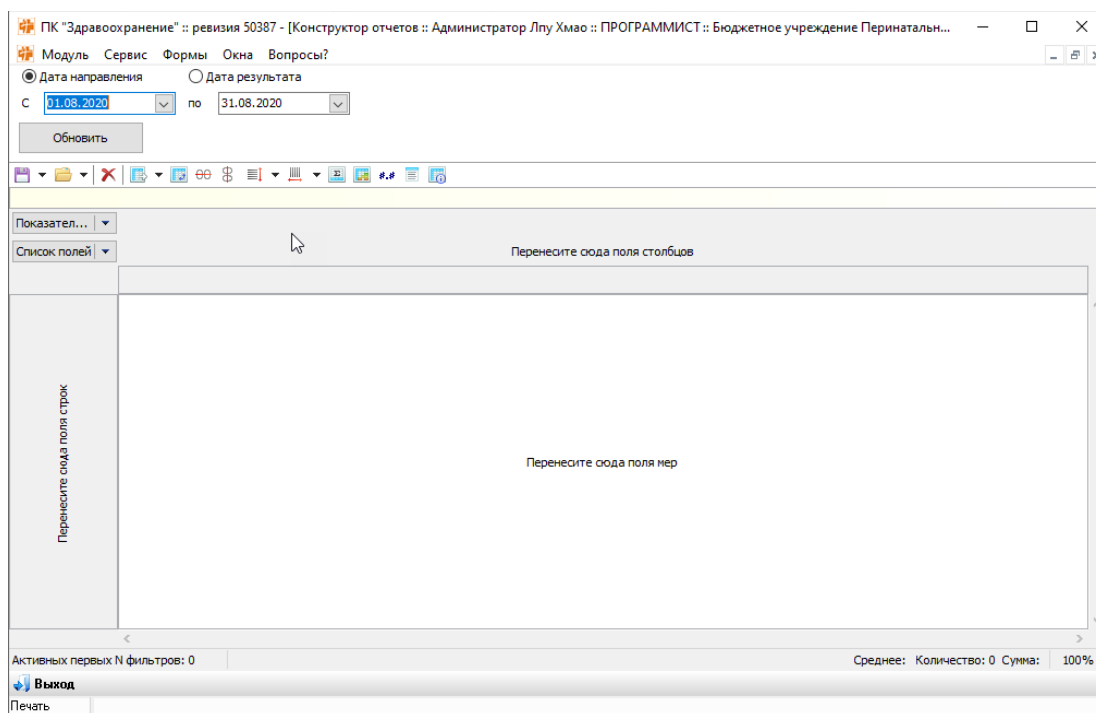 ПК "Здравоохранение" :: ревизия 50387 - [Конструктор отчетов :: Администратор Лпу Хмао :: ПРОГРАММИСТ :: Бюджетное учреждение Перинатальн...
Модуль Сервис Формы Окна Вопросы?
Дата направления Дата результата
С 01.08.2020 по 31.08.2020
Обновить
Показател...
Список полей Перенесите сюда поля столбцов
Перенесите сюда поля строк
Перенесите сюда поля мер
Активных первых N фильтров: 0 Среднее: Количество: 0 Сумма: 100%
Выход
Печать